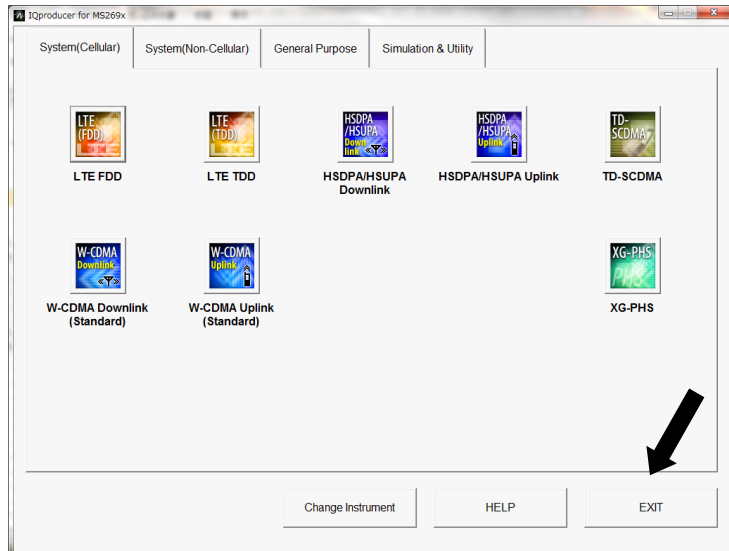 IQproducer for MS269x
System(Cellular)
System(Non-Cellular)
General Purpose
Simulation & Utility
LTE
(FDD)
LTE
(TDD)
HSDPA
/HSUPA
Down
link
HSDPA
/HSUPA
Uplink
TD-
SCDMA
LTE FDD
LTE TDD
HSDPA/HSUPA
Downlink
HSDPA/HSUPA Uplink
TD-SCDMA
W-CDMA
Downlink
W-CDMA
Uplink
XG-PHS
PHS
W-CDMA Downlink
(Standard)
W-CDMA Uplink
(Standard)
XG-PHS
Change Instrument
HELP
EXIT